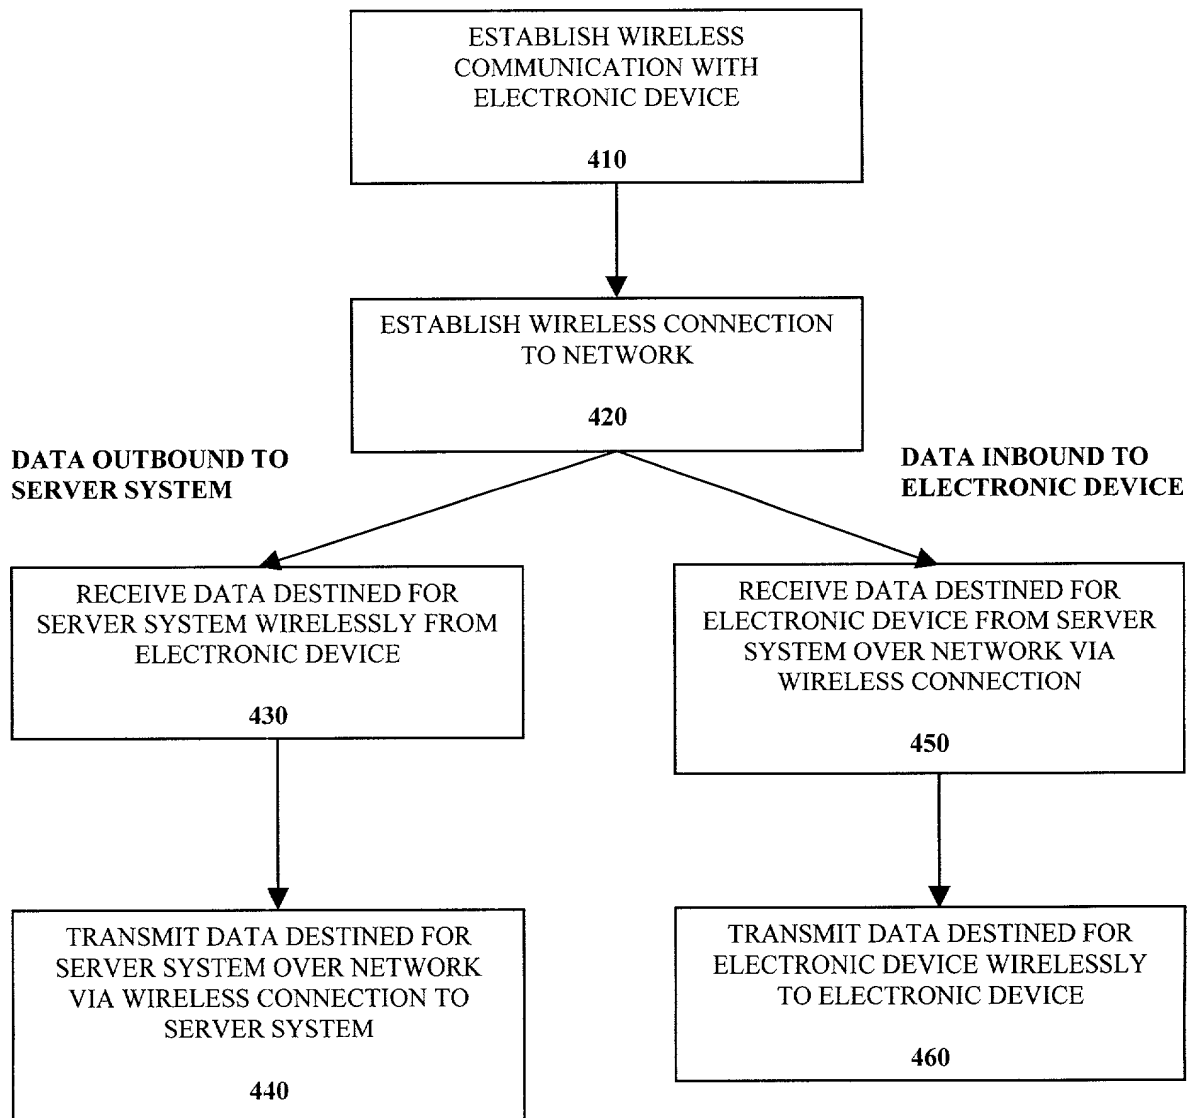 ESTABLISH WIRELESS
COMMUNICATION WITH
ELECTRONIC DEVICE
410
ESTABLISH WIRELESS CONNECTION
TO NETWORK
420
DATA OUTBOUND TO
SERVER SYSTEM
DATA INBOUND TO
ELECTRONIC DEVICE
RECEIVE DATA DESTINED FOR
SERVER SYSTEM WIRELESSLY FROM
ELECTRONIC DEVICE
430
RECEIVE DATA DESTINED FOR
ELECTRONIC DEVICE FROM SERVER
SYSTEM OVER NETWORK VIA
WIRELESS CONNECTION
450
TRANSMIT DATA DESTINED FOR
SERVER SYSTEM OVER NETWORK
VIA WIRELESS CONNECTION TO
SERVER SYSTEM
440
TRANSMIT DATA DESTINED FOR
ELECTRONIC DEVICE WIRELESSLY
TO ELECTRONIC DEVICE
460